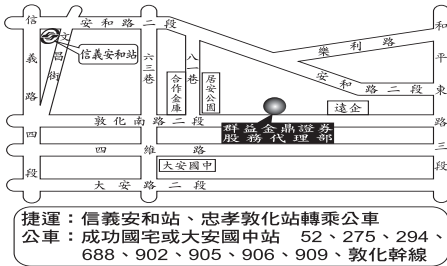 信義路四段
安和路二段
和平東路三段
文昌街
信義安和站
六三巷
八一巷
樂利路
安和路二段
合作金庫
居安公園
遠企
敦化南路二段
群益金鼎證券
股務代理部
四維路
大安國中
大安路二段
捷運：信義安和站、忠孝敦化站轉乘公車
公車：成功國宅或大安國中站 52、275、294、
688、902、905、906、909、敦化幹線